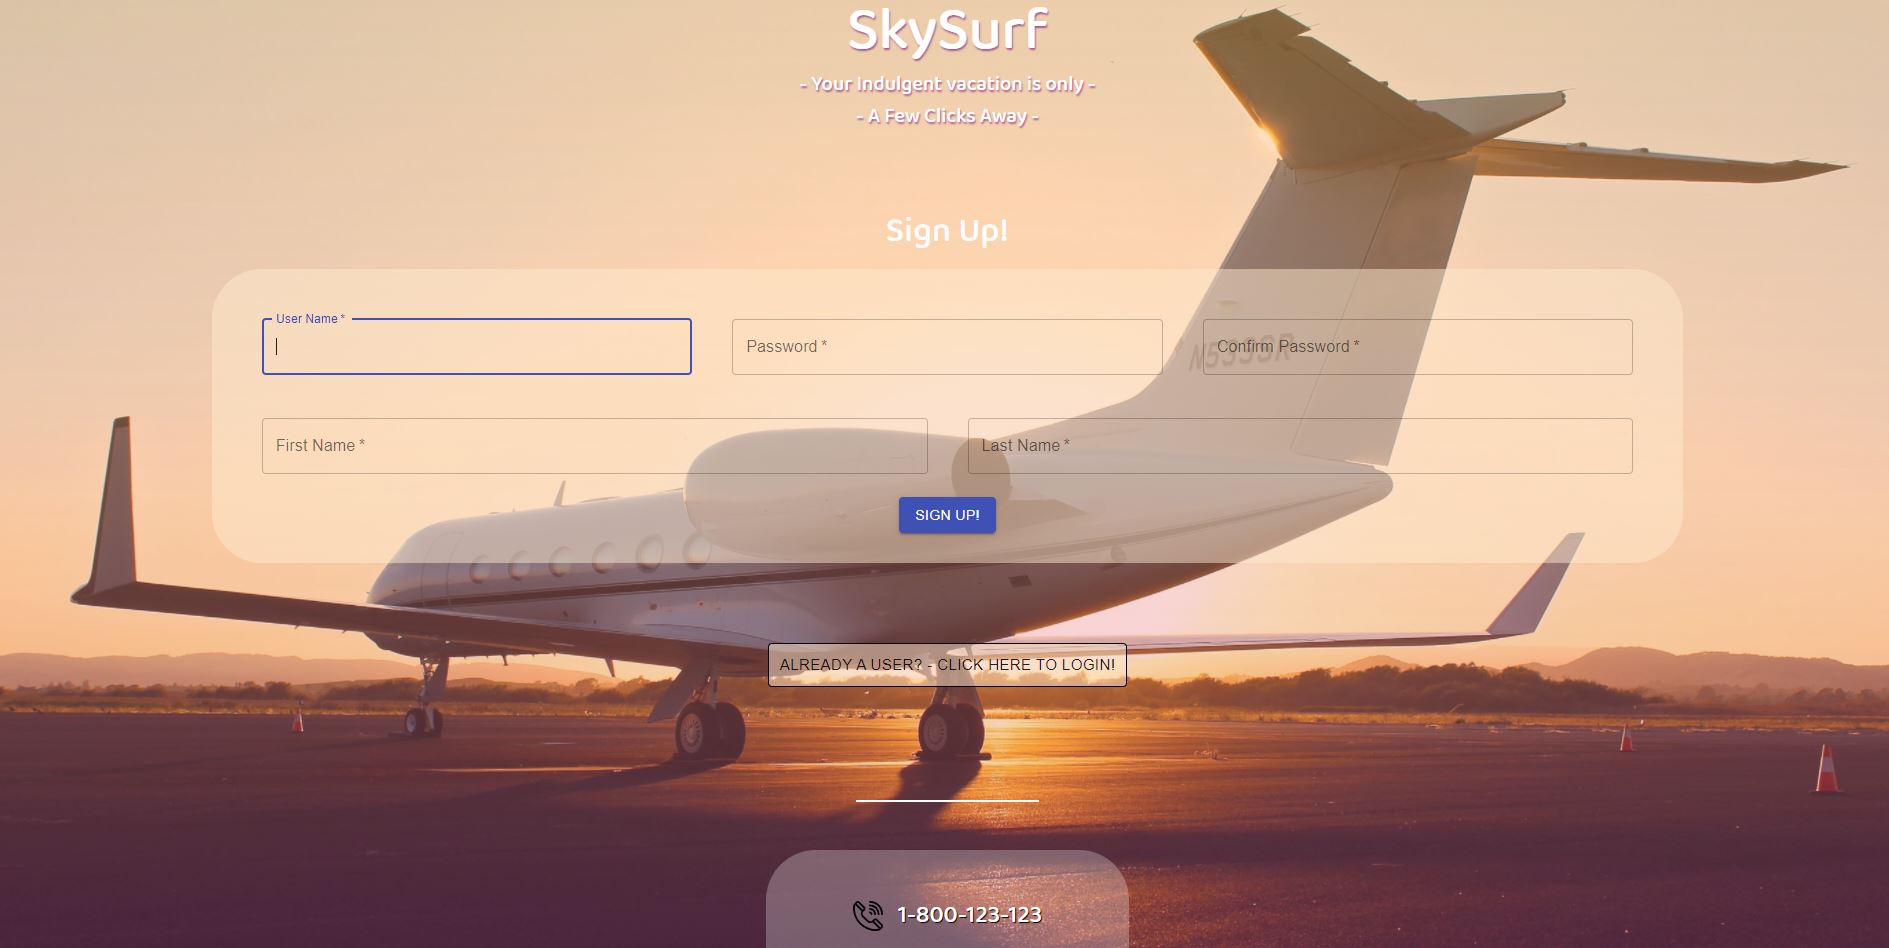 SkySurf
- Your Indulgent vacation is only -
- A Few Clicks Away -
Sign Up!
User Name *
Password *
Confirm Password *
First Name *
Last Name *
SIGN UP!
ALREADY A USER? - CLICK HERE TO LOGIN!
1-800-123-123